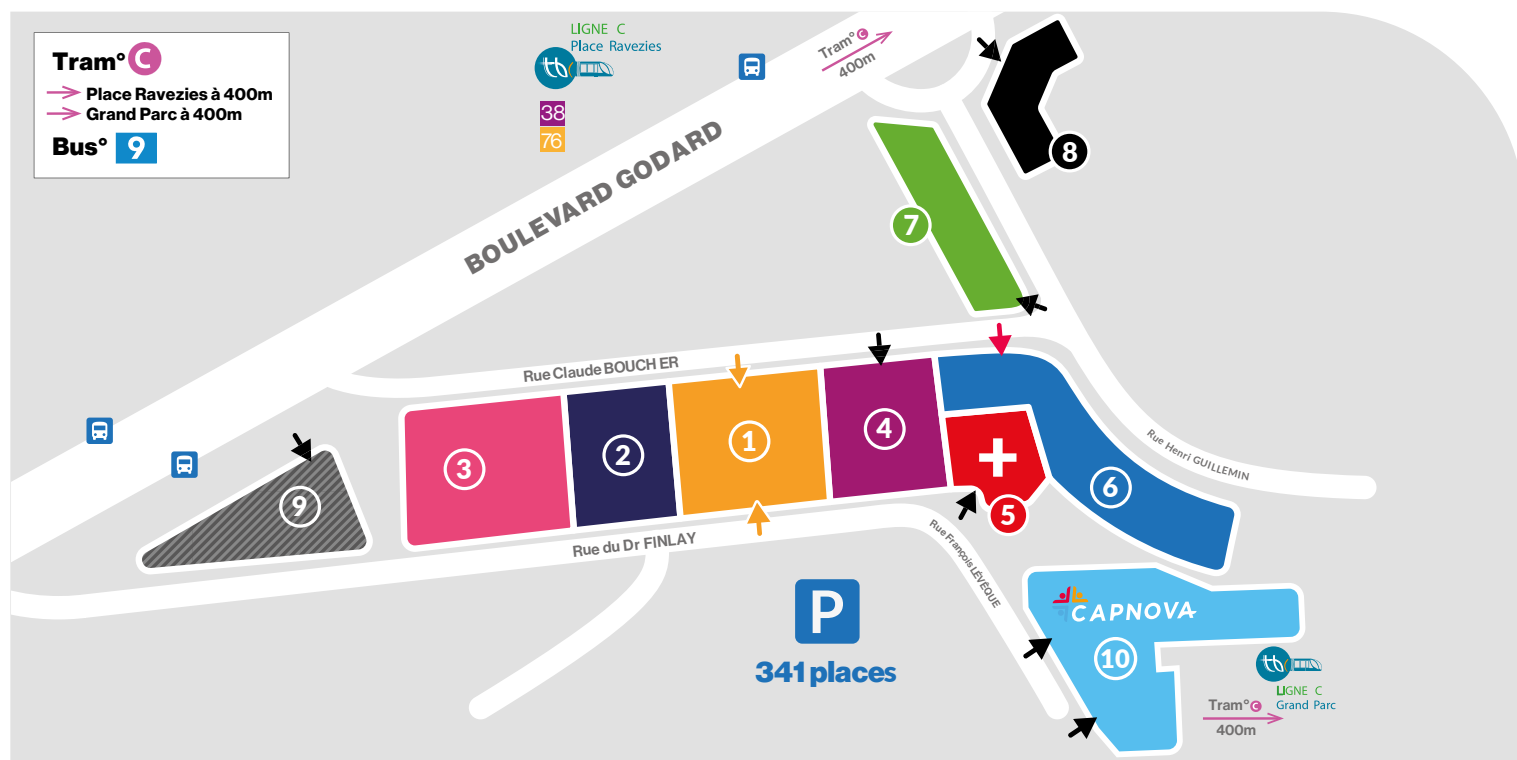 Tram° C
Place Ravezies à 400m
Grand Parc à 400m
Bus° 9
LIGNE C
Place Ravezies
tb
38
76
Tram° C
400m
BOULEVARD GODARD
8
7
Rue Claude BOUCHER
3
2
1
4
5
6
9
Rue Henri GUILLEMIN
Rue du Dr FINLAY
Rue François LÉVÊQUE
P
341 places
CAPNOVA
10
tb
LIGNE C
Grand Parc
Tram° C
400m